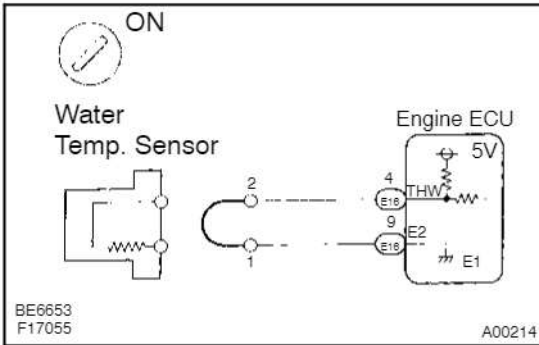 ON
Water
Temp. Sensor
Engine ECU
5V
2
4
THW
E16
9
E2
E16
1
E1
BE6653
F17055
A00214